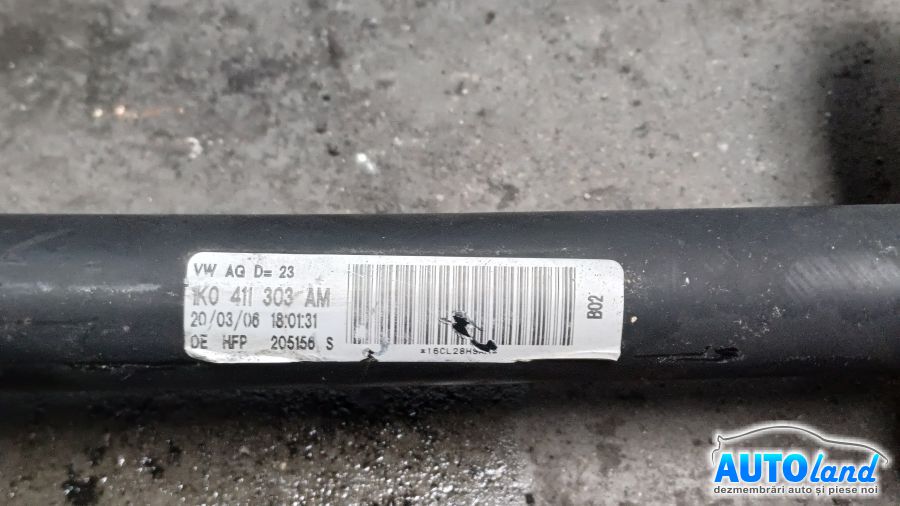 VW AG D= 23
1K0 411 303 AM
20/03/06 18:01:31
DE HFP 205156 S
B02
AUTOland
dezmembrări auto și piese noi